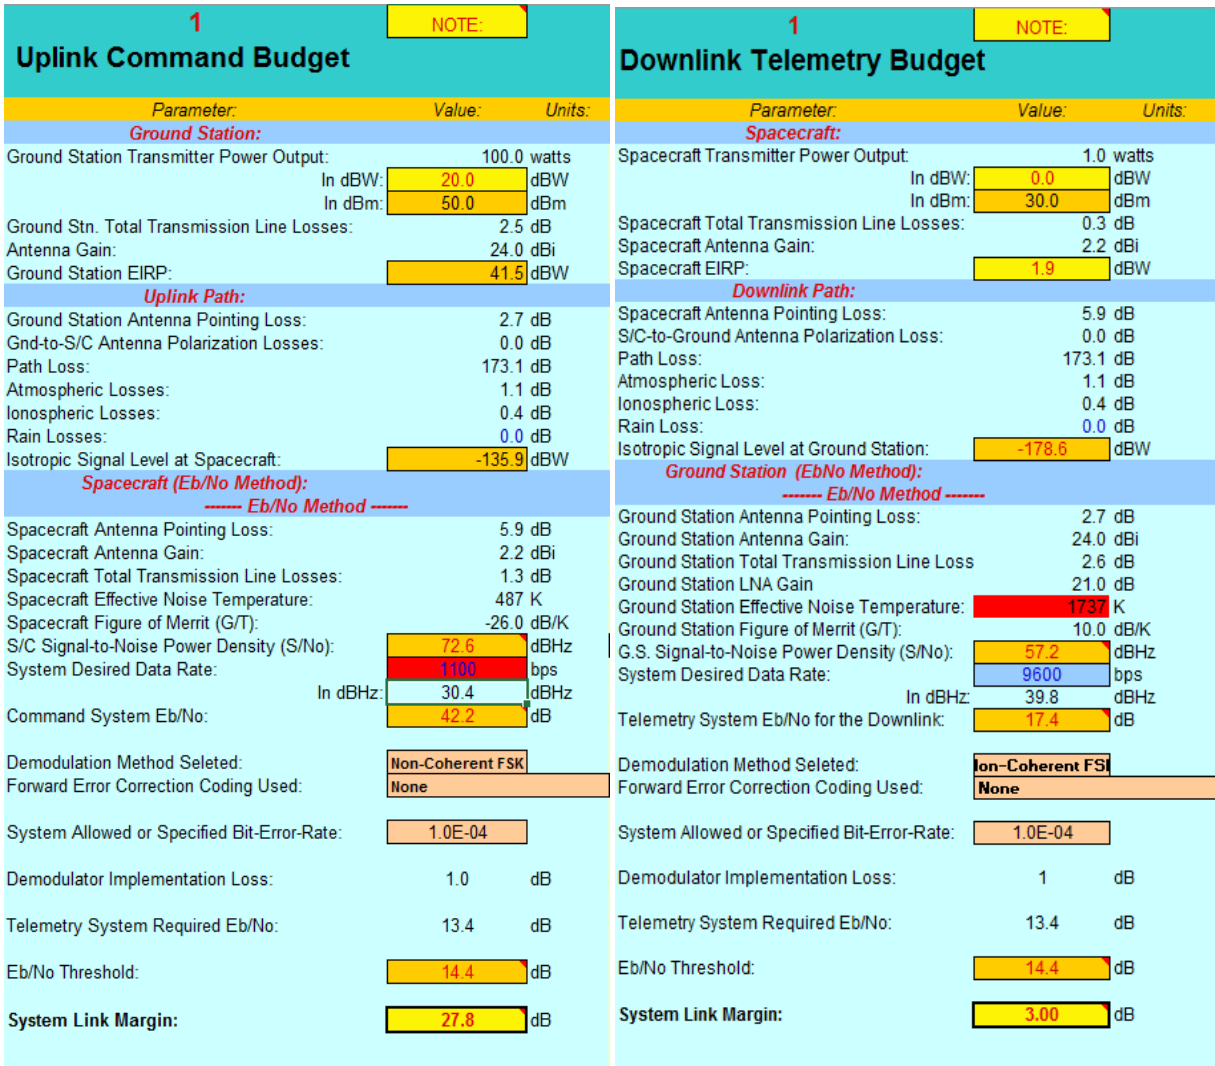 1
NOTE:
Uplink Command Budget
Parameter: Value: Units:
Ground Station:
Ground Station Transmitter Power Output: 100.0 watts
In dBW: 20.0 dBW
In dBm: 50.0 dBm
Ground Stn. Total Transmission Line Losses: 2.5 dB
Antenna Gain: 24.0 dBi
Ground Station EIRP: 41.5 dBW
Uplink Path:
Ground Station Antenna Pointing Loss: 2.7 dB
Gnd-to-S/C Antenna Polarization Losses: 0.0 dB
Path Loss: 173.1 dB
Atmospheric Losses: 1.1 dB
Ionospheric Losses: 0.4 dB
Rain Losses: 0.0 dB
Isotropic Signal Level at Spacecraft: -135.9 dBW
Spacecraft (Eb/No Method):
------- Eb/No Method -------
Spacecraft Antenna Pointing Loss: 5.9 dB
Spacecraft Antenna Gain: 2.2 dBi
Spacecraft Total Transmission Line Losses: 1.3 dB
Spacecraft Effective Noise Temperature: 487 K
Spacecraft Figure of Merrit (G/T): -26.0 dB/K
S/C Signal-to-Noise Power Density (S/No): 72.6 dBHz
System Desired Data Rate: 1100 bps
In dBHz: 30.4 dBHz
Command System Eb/No: 42.2 dB
Demodulation Method Seleted: Non-Coherent FSK
Forward Error Correction Coding Used: None
System Allowed or Specified Bit-Error-Rate: 1.0E-04
Demodulator Implementation Loss: 1.0 dB
Telemetry System Required Eb/No: 13.4 dB
Eb/No Threshold: 14.4 dB
System Link Margin: 27.8 dB
1
NOTE:
Downlink Telemetry Budget
Parameter: Value: Units:
Spacecraft:
Spacecraft Transmitter Power Output: 1.0 watts
In dBW: 0.0 dBW
In dBm: 30.0 dBm
Spacecraft Total Transmission Line Losses: 0.3 dB
Spacecraft Antenna Gain: 2.2 dBi
Spacecraft EIRP: 1.9 dBW
Downlink Path:
Spacecraft Antenna Pointing Loss: 5.9 dB
S/C-to-Ground Antenna Polarization Loss: 0.0 dB
Path Loss: 173.1 dB
Atmospheric Loss: 1.1 dB
Ionospheric Loss: 0.4 dB
Rain Loss: 0.0 dB
Isotropic Signal Level at Ground Station: -178.6 dBW
Ground Station (EbNo Method):
------- Eb/No Method -------
Ground Station Antenna Pointing Loss: 2.7 dB
Ground Station Antenna Gain: 24.0 dBi
Ground Station Total Transmission Line Loss 2.6 dB
Ground Station LNA Gain 21.0 dB
Ground Station Effective Noise Temperature: 1737 K
Ground Station Figure of Merrit (G/T): 10.0 dB/K
G.S. Signal-to-Noise Power Density (S/No): 57.2 dBHz
System Desired Data Rate: 9600 bps
In dBHz: 39.8 dBHz
Telemetry System Eb/No for the Downlink: 17.4 dB
Demodulation Method Seleted: lon-Coherent FSI
Forward Error Correction Coding Used: None
System Allowed or Specified Bit-Error-Rate: 1.0E-04
Demodulator Implementation Loss: 1 dB
Telemetry System Required Eb/No: 13.4 dB
Eb/No Threshold: 14.4 dB
System Link Margin: 3.00 dB